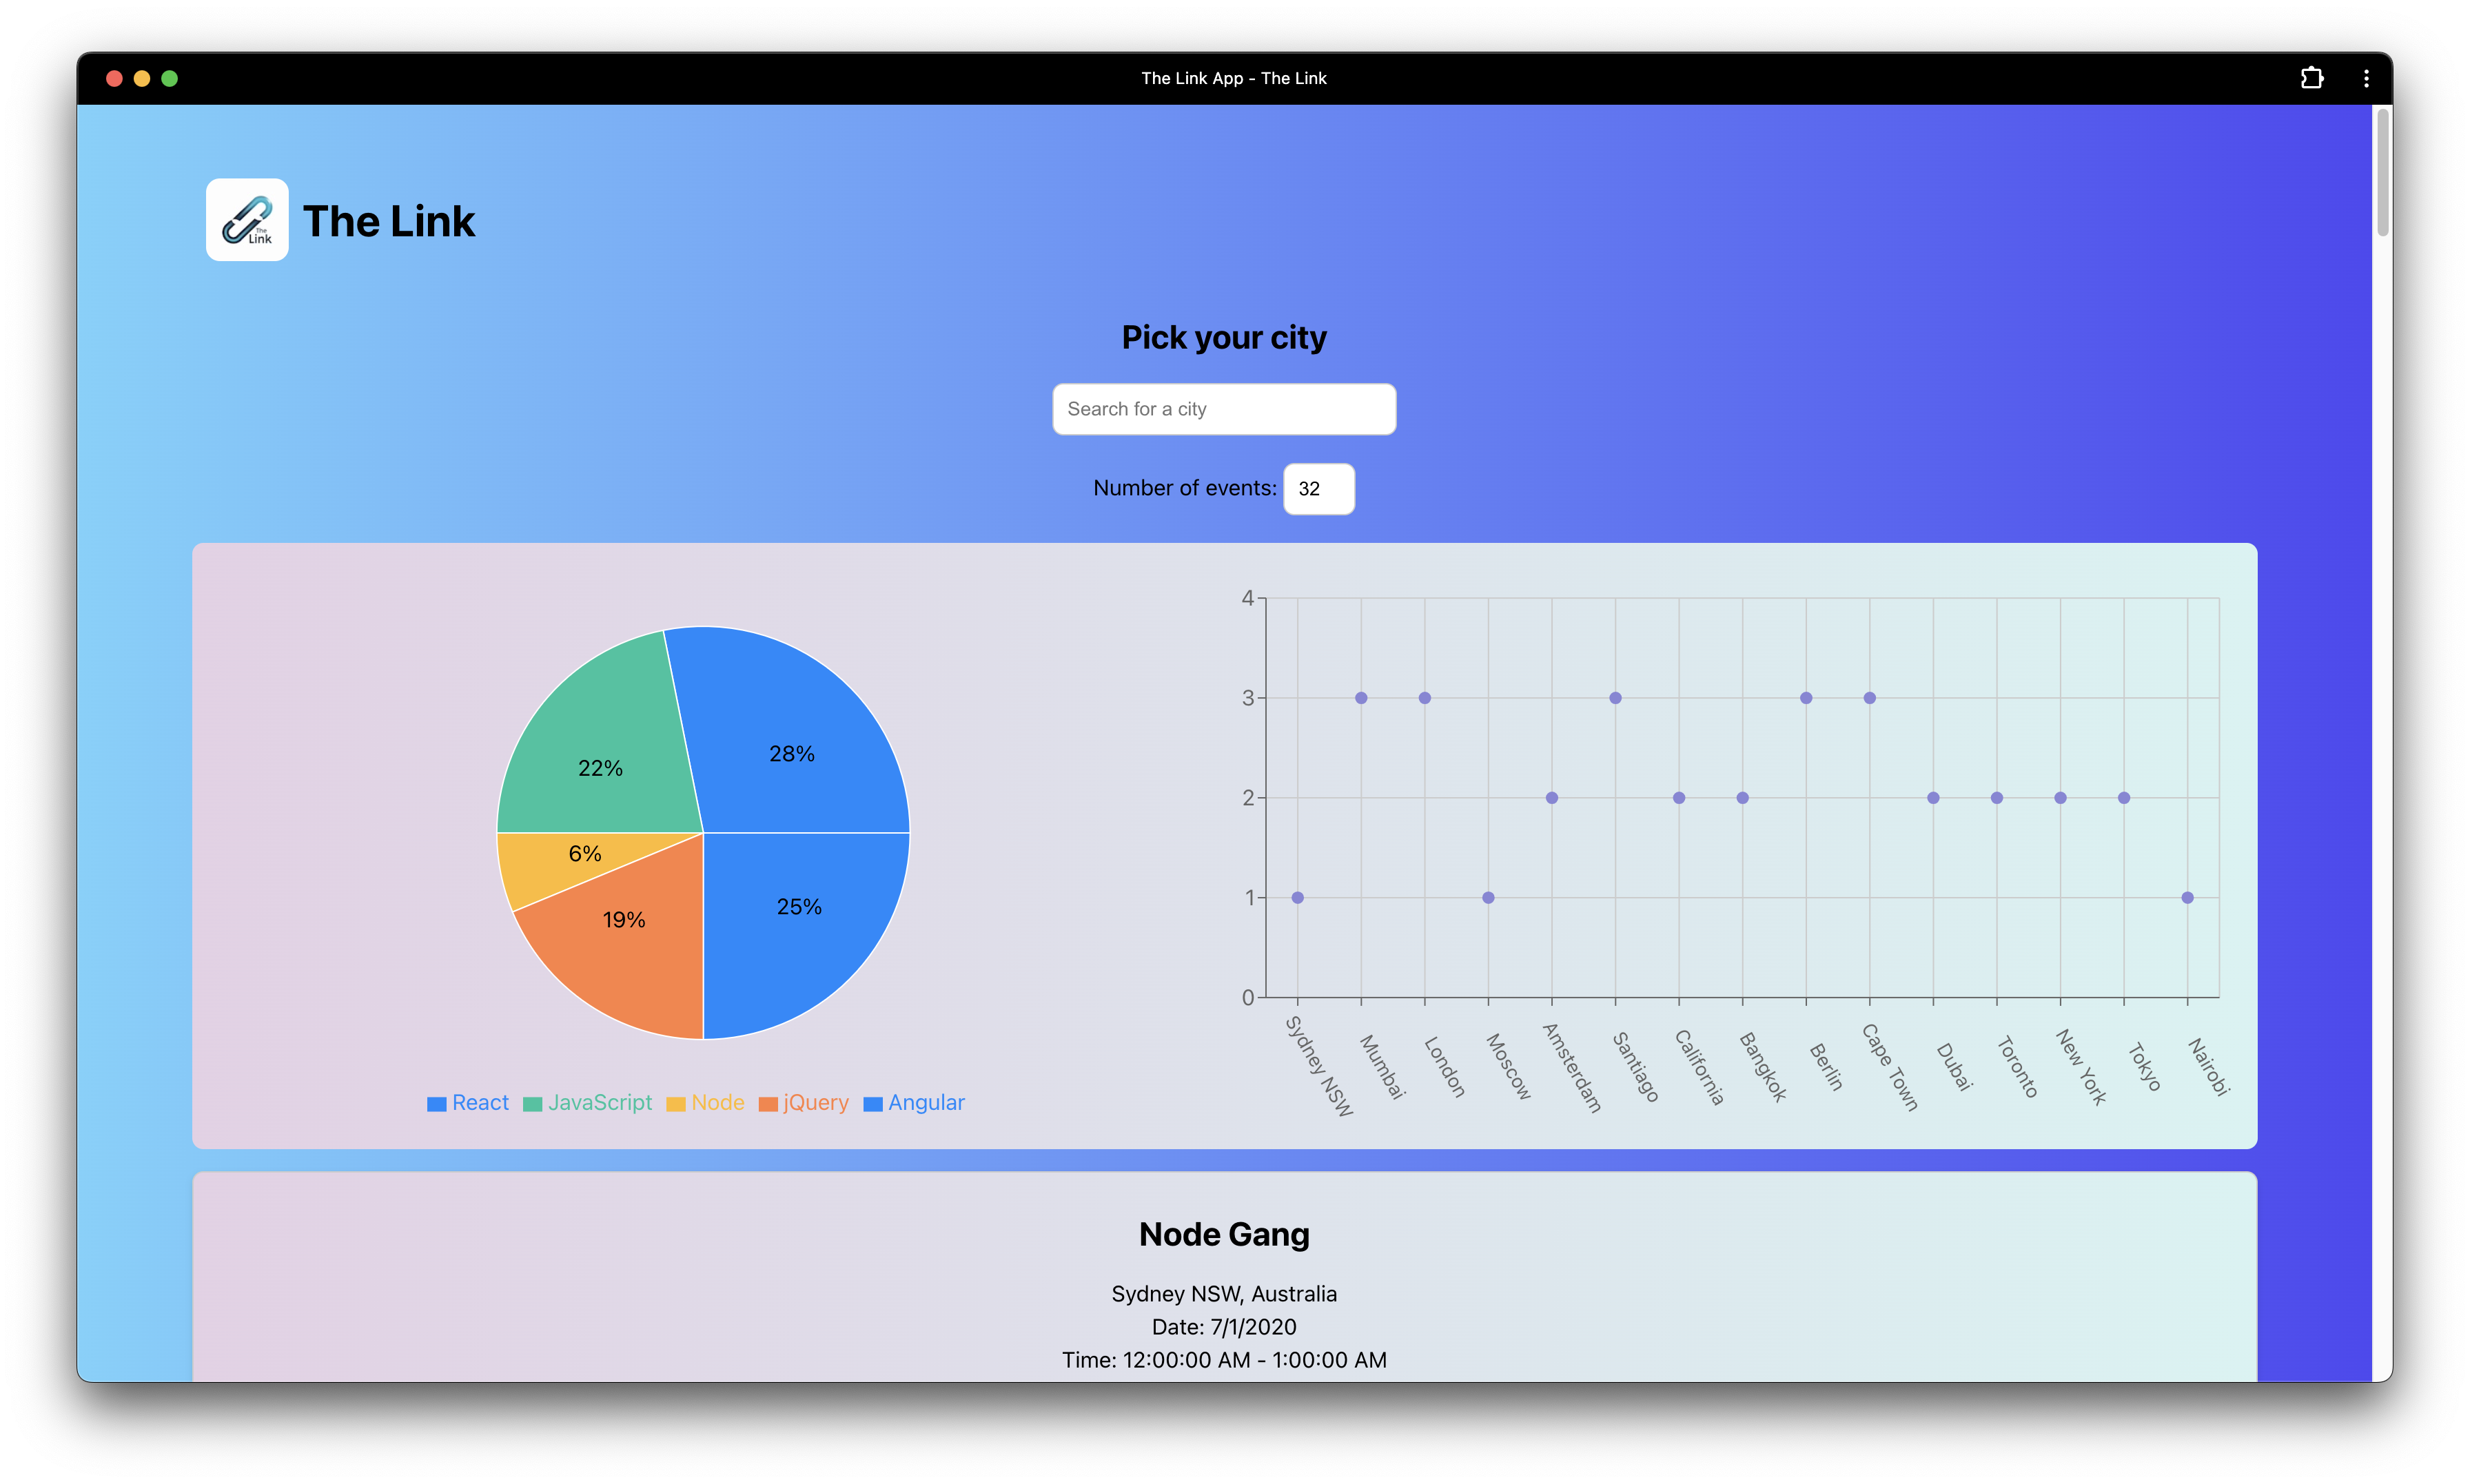 The Link App - The Link
The
Link
The Link
Pick your city
Search for a city
Number of events: 32
28%
22%
6%
19%
25%
React JavaScript Node jQuery Angular
4
3
2
1
0
Sydney NSW
Mumbai
London
Moscow
Amsterdam
Santiago
California
Bangkok
Berlin
Cape Town
Dubai
Toronto
New York
Tokyo
Nairobi
Node Gang
Sydney NSW, Australia
Date: 7/1/2020
Time: 12:00:00 AM - 1:00:00 AM